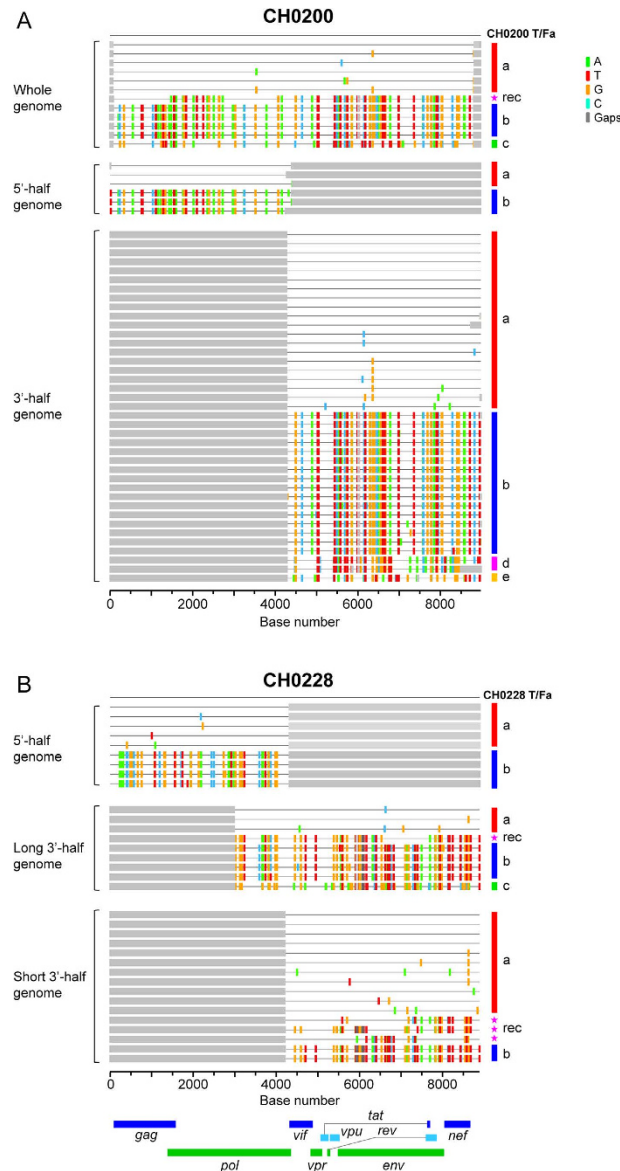 A
CH0200
CH0200 T/Fa
Whole
genome
a
rec
b
c
A
T
G
C
Gaps
5'-half
genome
a
b
3'-half
genome
a
b
d
e
0 2000 4000 6000 8000
Base number
B
CH0228
CH0228 T/Fa
5'-half
genome
a
b
Long 3'-half
genome
a
rec
b
c
Short 3'-half
genome
a
rec
b
0 2000 4000 6000 8000
Base number
gag
vif
tat
vpu
rev
nef
pol
vpr
env